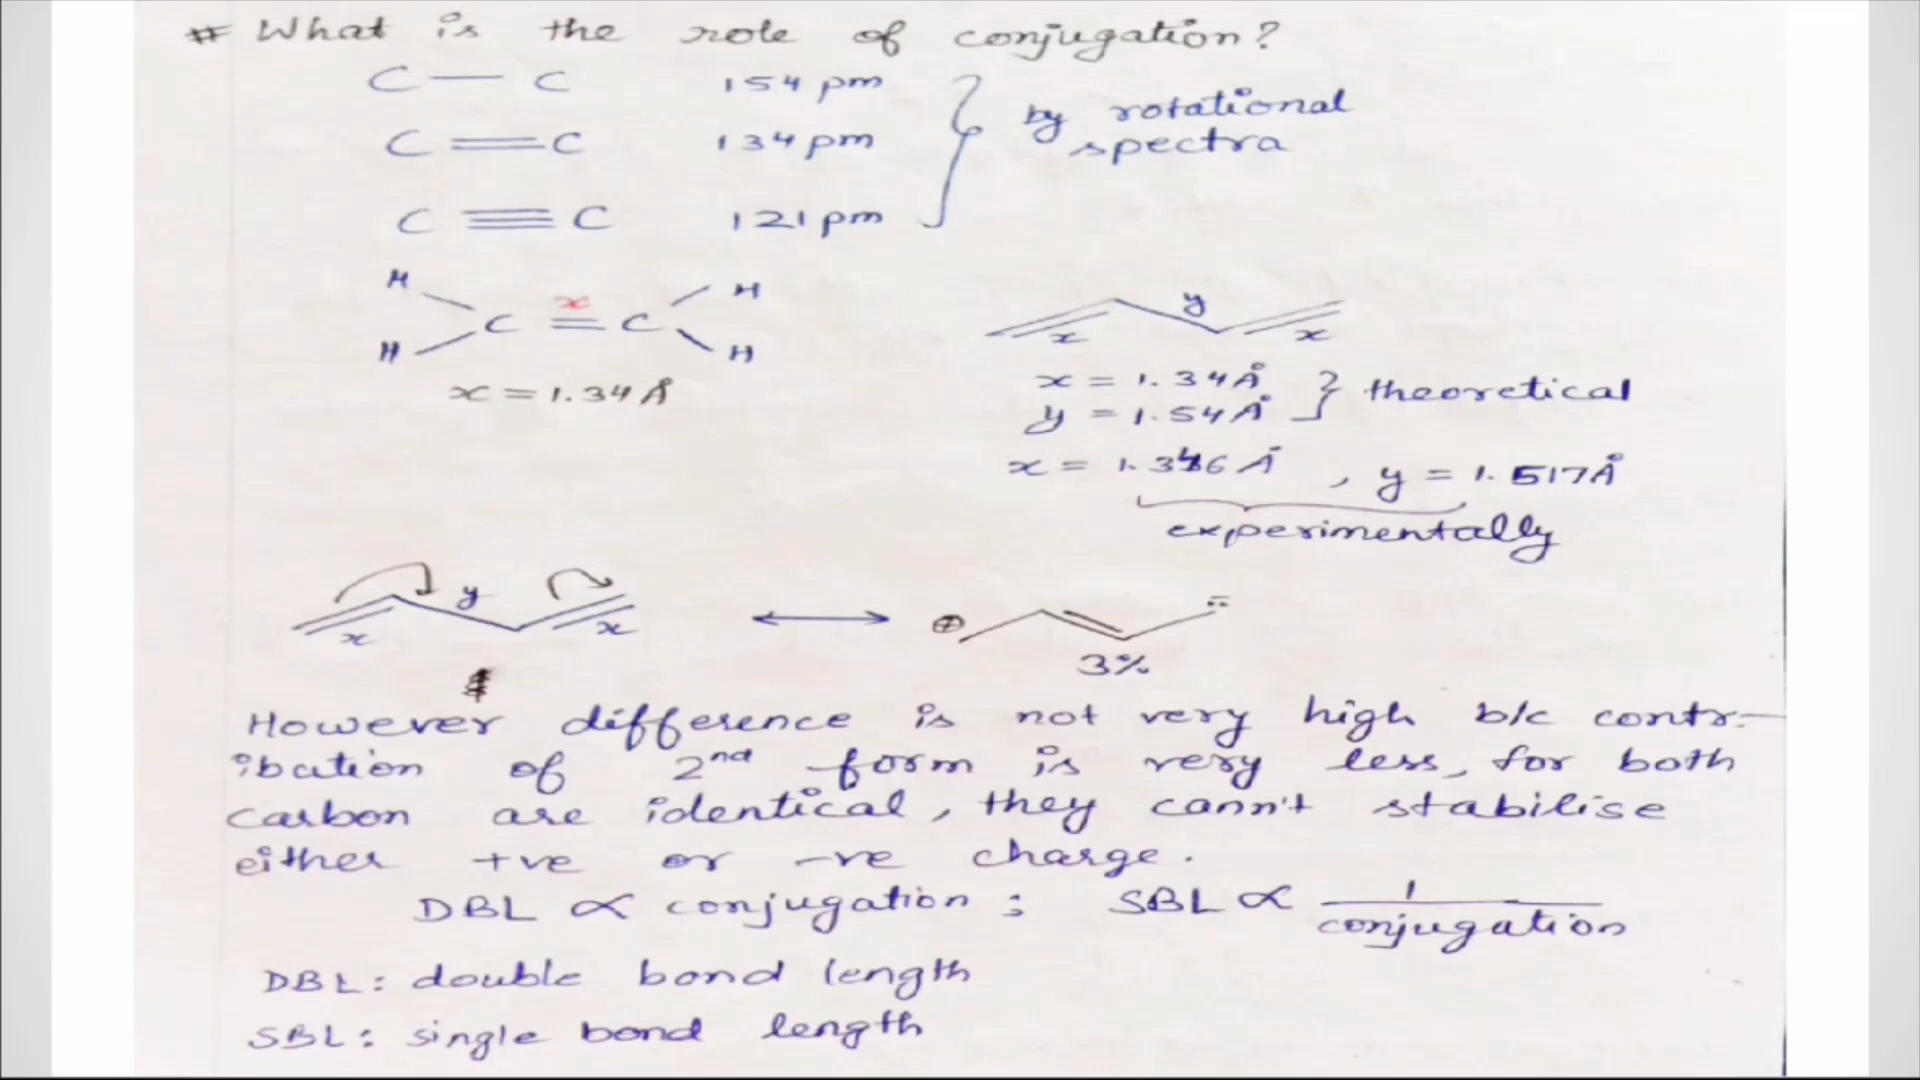 # What is the role of conjugation?
C — C 154 pm
C = C 134 pm
C ≡ C 121 pm
by rotational
spectra
H H
C = C
x
H H
x = 1.34 Å
y
x x
x = 1.34 Å
y = 1.54 Å
theoretical
x = Å , y = 1.517 Å
experimentally
y
x x
⊕
3%
However difference is not very high b/c contr-
ibution of 2nd form is very less, for both
carbon are identical, they cann't stabilise
either +ve or -ve charge.
DBL ∝ conjugation ; SBL ∝ 1/conjugation
DBL : double bond length
SBL : single bond length